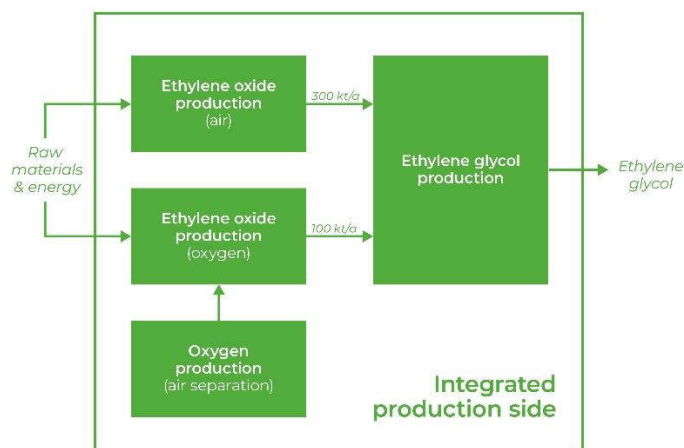 Raw
materials
& energy
Ethylene oxide
production
(air)
300 kt/a
Ethylene oxide
production
(oxygen)
100 kt/a
Oxygen
production
(air separation)
Ethylene glycol
production
Ethylene
glycol
Integrated
production side